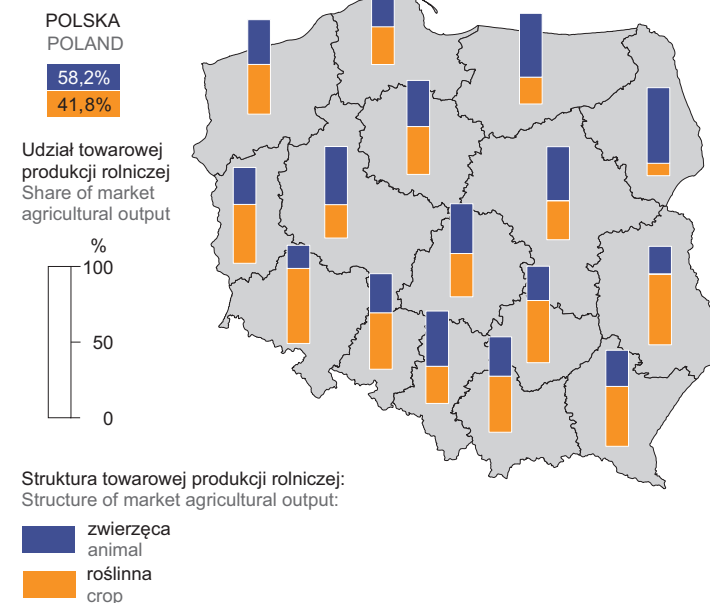 POLSKA
POLAND
58,2%
41,8%
Udział towarowej
produkcji rolniczej
Share of market
agricultural output
%
100
50
0
Struktura towarowej produkcji rolniczej:
Structure of market agricultural output:
zwierzęca
animal
roślinna
crop